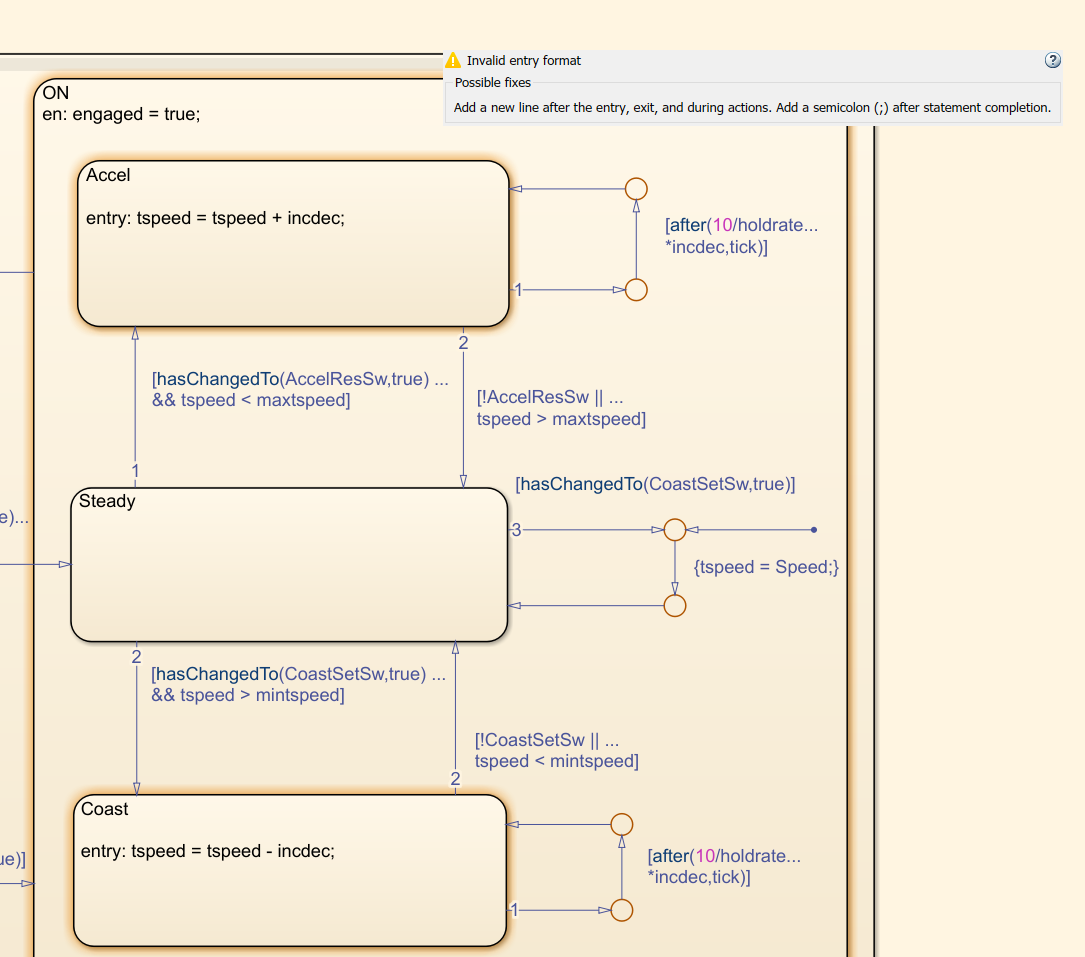 Invalid entry format
Possible fixes
Add a new line after the entry, exit, and during actions. Add a semicolon (;) after statement completion.
ON
en: engaged = true;
Accel
entry: tspeed = tspeed + incdec;
[after(10/holdrate...
*incdec,tick)]
1
2
[hasChangedTo(AccelResSw,true) ...
&& tspeed < maxtspeed]
[!AccelResSw || ...
tspeed > maxtspeed]
1
[hasChangedTo(CoastSetSw,true)]
Steady
e)...
3
{tspeed = Speed;}
2
[hasChangedTo(CoastSetSw,true) ...
&& tspeed > mintspeed]
[!CoastSetSw || ...
tspeed < mintspeed]
2
Coast
entry: tspeed = tspeed - incdec;
ue)]
[after(10/holdrate...
*incdec,tick)]
1